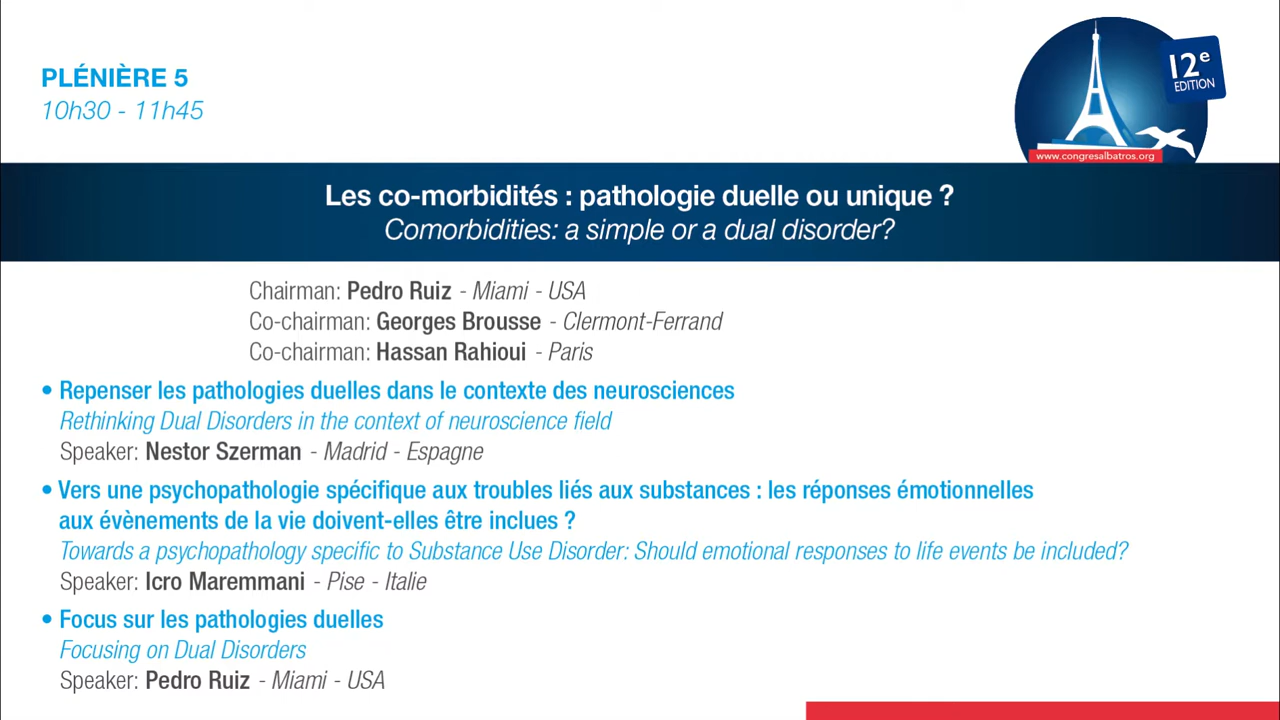 PLÉNIÈRE 5
10h30 - 11h45
12e
EDITION
www.congresalbatros.org
Les co-morbidités : pathologie duelle ou unique ?
Comorbidities: a simple or a dual disorder?
Chairman: Pedro Ruiz - Miami - USA
Co-chairman: Georges Brousse - Clermont-Ferrand
Co-chairman: Hassan Rahioui - Paris
• Repenser les pathologies duelles dans le contexte des neurosciences
Rethinking Dual Disorders in the context of neuroscience field
Speaker: Nestor Szerman - Madrid - Espagne
• Vers une psychopathologie spécifique aux troubles liés aux substances : les réponses émotionnelles
aux évènements de la vie doivent-elles être inclues ?
Towards a psychopathology specific to Substance Use Disorder: Should emotional responses to life events be included?
Speaker: Icro Maremmani - Pise - Italie
• Focus sur les pathologies duelles
Focusing on Dual Disorders
Speaker: Pedro Ruiz - Miami - USA